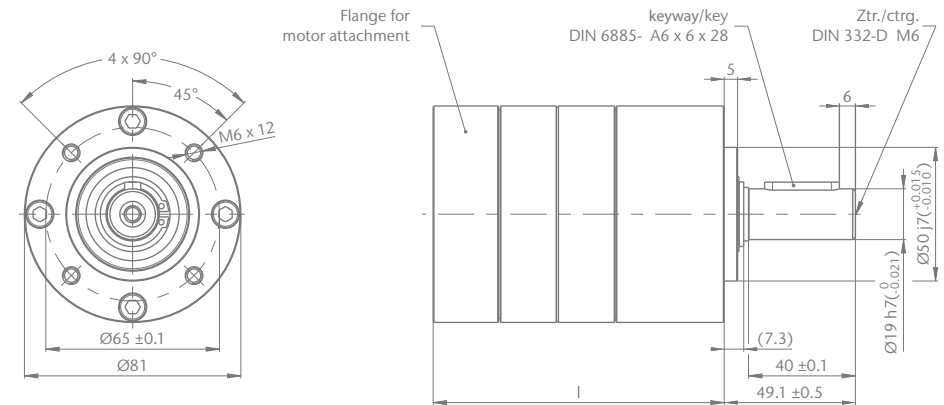 Flange for
motor attachment
keyway/key
DIN 6885- A6 x 6 x 28
Ztr./ctrg.
DIN 332-D M6
4 x 90°
45°
M6 x 12
5
6
Ø50 j7(+0.015 -0.010)
Ø19 h7(0 -0.021)
(7.3)
40 ±0.1
Ø65 ±0.1
Ø81
l
49.1 ±0.5